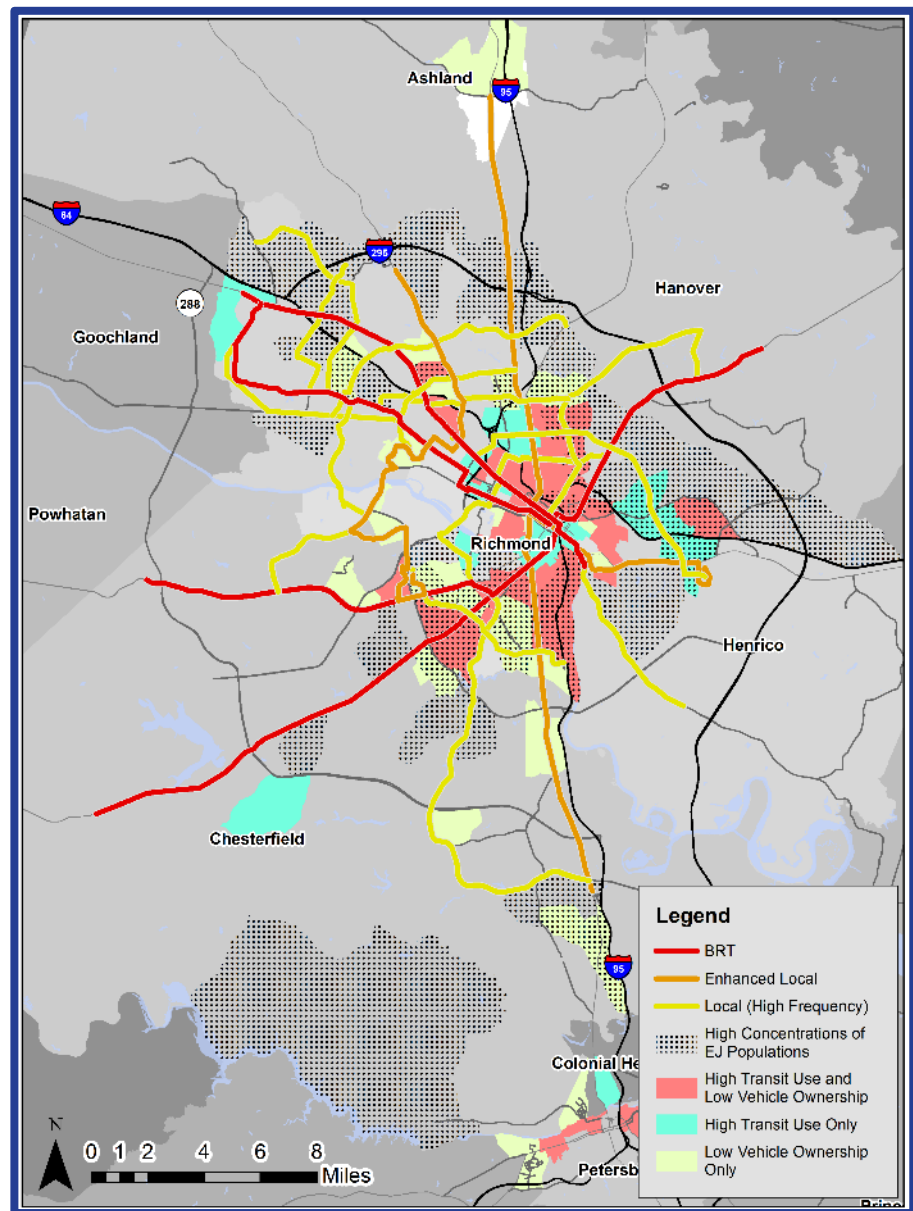 Ashland
95
64
295
Hanover
288
Goochland
Powhatan
Richmond
Henrico
Chesterfield
Legend
BRT
Enhanced Local
Local (High Frequency)
High Concentrations of
EJ Populations
High Transit Use and
Low Vehicle Ownership
High Transit Use Only
Low Vehicle Ownership
Only
95
Colonial He
Petersb
N
0 1 2 4 6 8
Miles